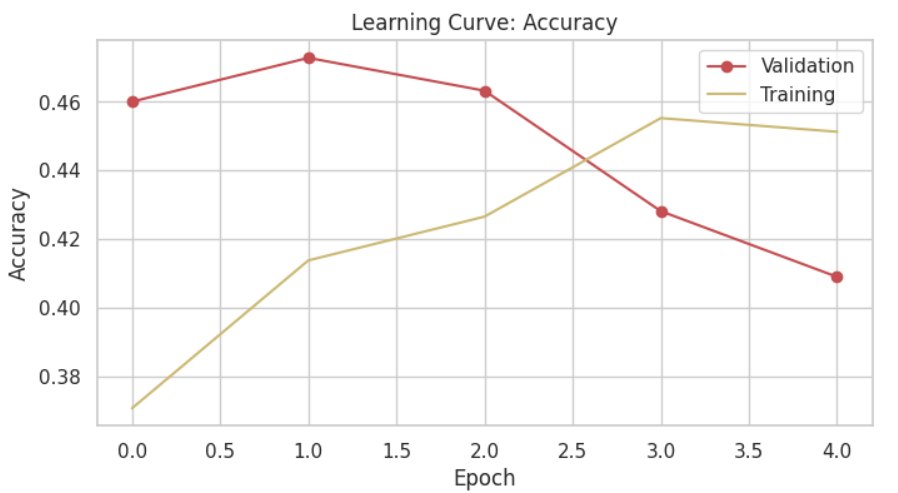 Learning Curve: Accuracy
Validation
Training
Accuracy
0.46
0.44
0.42
0.40
0.38
0.0 0.5 1.0 1.5 2.0 2.5 3.0 3.5 4.0
Epoch